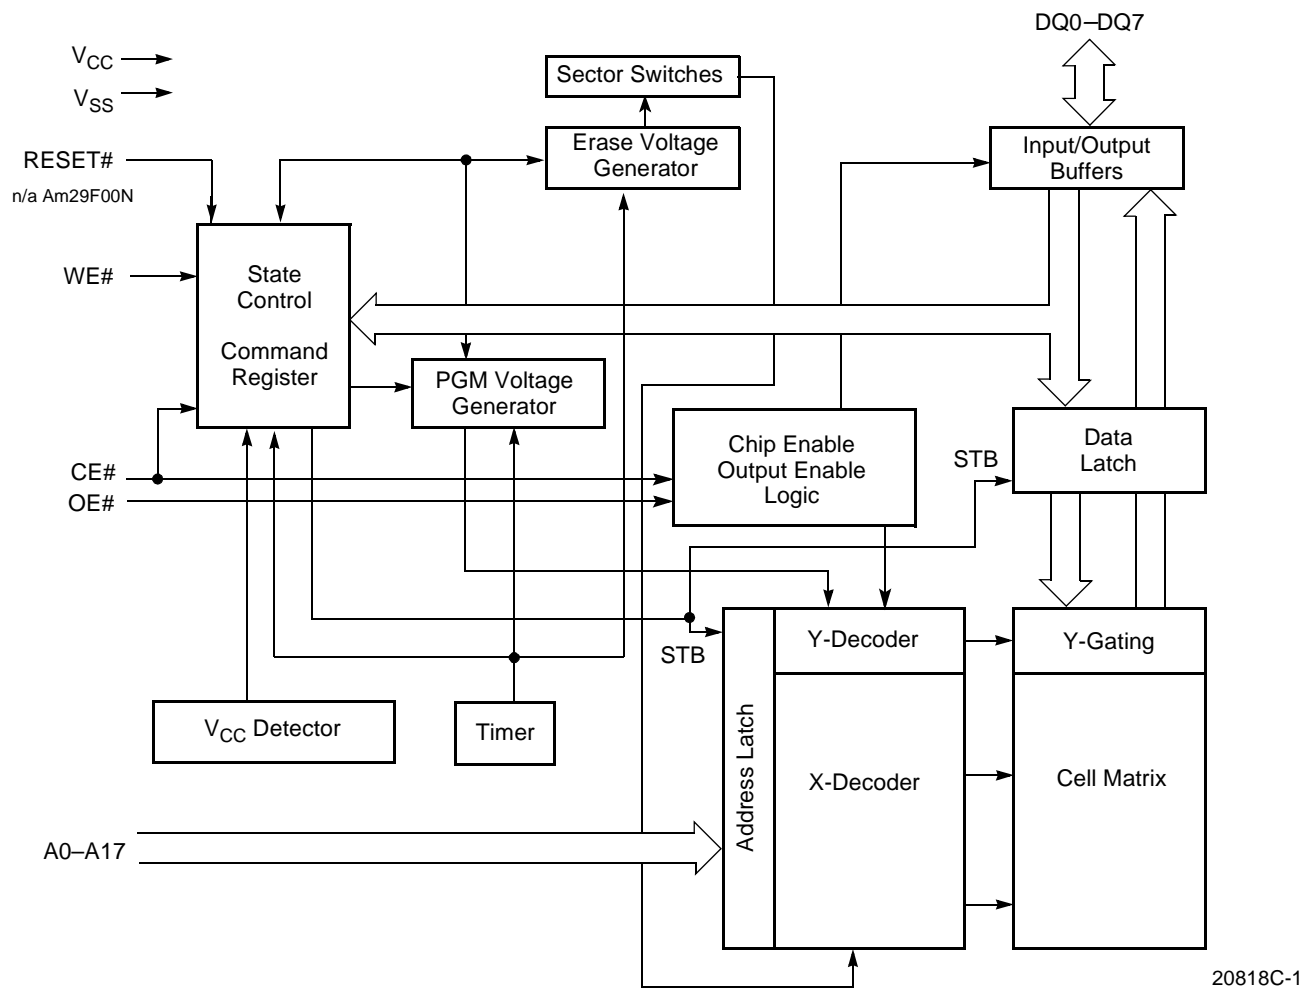 DQ0–DQ7
VCC
VSS
Sector Switches
Erase Voltage
Generator
Input/Output
Buffers
RESET#
n/a Am29F00N
WE#
State
Control
Command
Register
PGM Voltage
Generator
Chip Enable
Output Enable
Logic
STB
Data
Latch
CE#
OE#
STB
Y-Decoder
Y-Gating
VCC Detector
Timer
Address Latch
X-Decoder
Cell Matrix
A0–A17
20818C-1